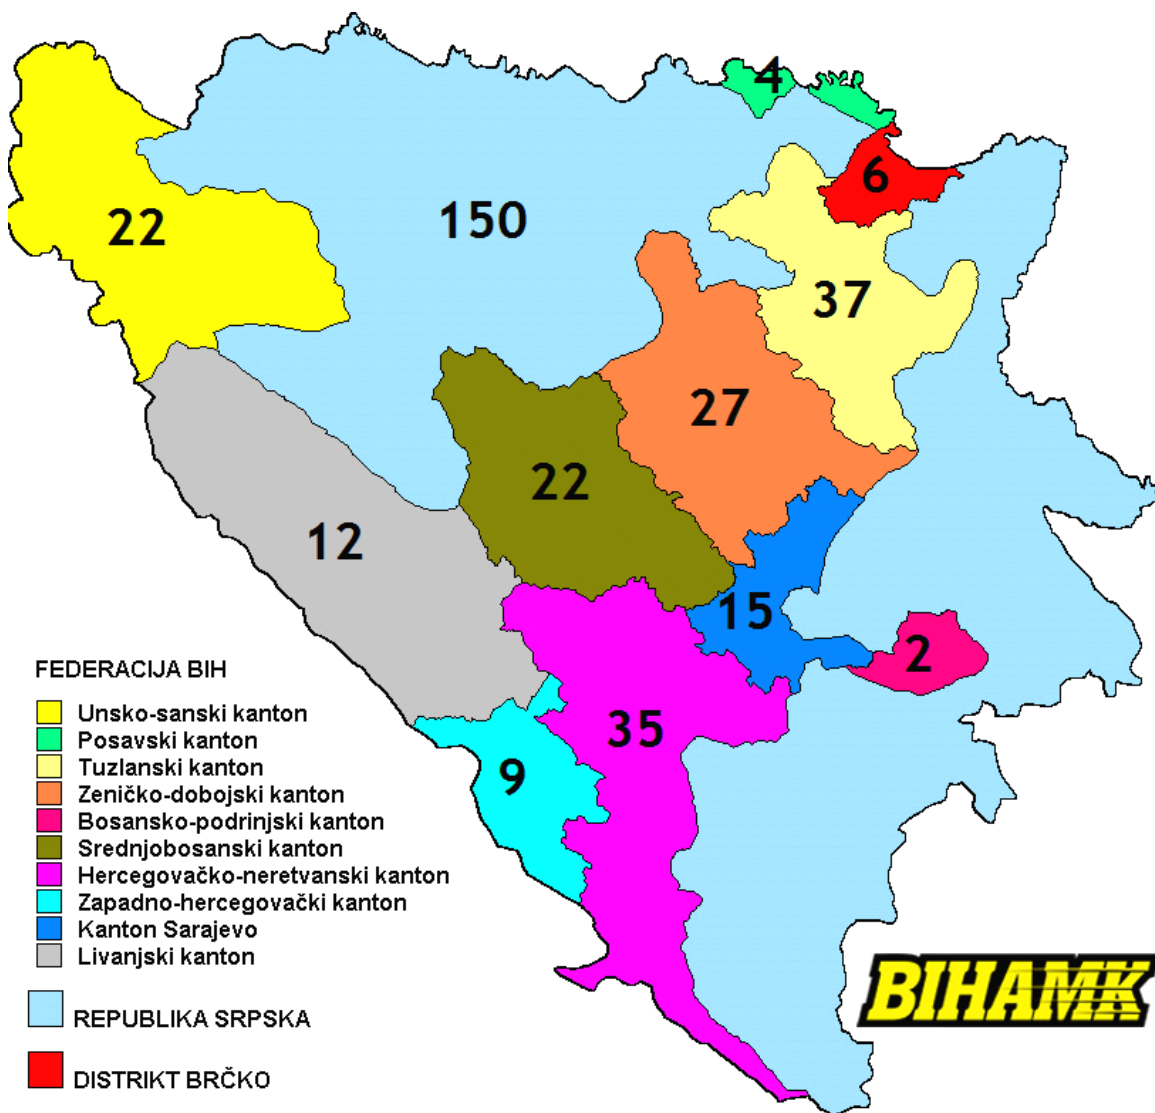 4
6
22
150
37
27
22
12
15
2
35
9
FEDERACIJA BIH
Unsko-sanski kanton
Posavski kanton
Tuzlanski kanton
Zeničko-dobojski kanton
Bosansko-podrinjski kanton
Srednjobosanski kanton
Hercegovačko-neretvanski kanton
Zapadno-hercegovački kanton
Kanton Sarajevo
Livanjski kanton
REPUBLIKA SRPSKA
DISTRIKT BRČKO
BIHAMK